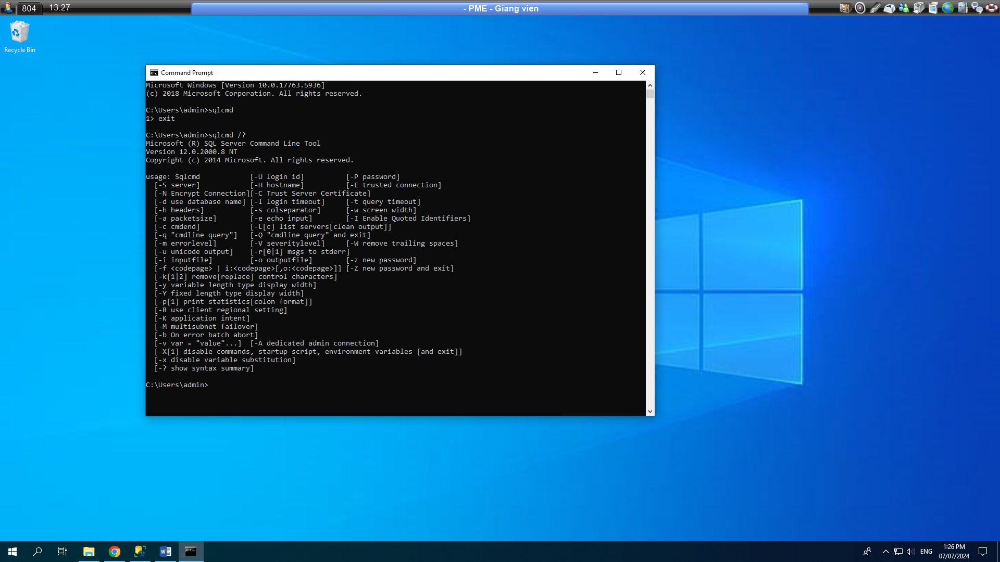 804 13:27 - PME - Giang vien
Recycle Bin
Command Prompt
Microsoft Windows [Version 10.0.17763.5936]
(c) 2018 Microsoft Corporation. All rights reserved.
C:\Users\admin>sqlcmd
1> exit
C:\Users\admin>sqlcmd /?
Microsoft (R) SQL Server Command Line Tool
Version 12.0.2000.8 NT
Copyright (c) 2014 Microsoft. All rights reserved.
usage: Sqlcmd            [-U login id]          [-P password]
  [-S server]            [-H hostname]          [-E trusted connection]
  [-N Encrypt Connection][-C Trust Server Certificate]
  [-d use database name] [-l login timeout]     [-t query timeout]
  [-h headers]           [-s colseparator]      [-w screen width]
  [-a packetsize]        [-e echo input]        [-I Enable Quoted Identifiers]
  [-c cmdend]            [-L[c] list servers[clean output]]
  [-q "cmdline query"]   [-Q "cmdline query" and exit]
  [-m errorlevel]        [-V severitylevel]     [-W remove trailing spaces]
  [-u unicode output]    [-r[0|1] msgs to stderr]
  [-i inputfile]         [-o outputfile]        [-z new password]
  [-f <codepage> | i:<codepage>[,o:<codepage>]] [-Z new password and exit]
  [-k[1|2] remove[replace] control characters]
  [-y variable length type display width]
  [-Y fixed length type display width]
  [-p[1] print statistics[colon format]]
  [-R use client regional setting]
  [-K application intent]
  [-M multisubnet failover]
  [-b On error batch abort]
  [-v var = "value"...]  [-A dedicated admin connection]
  [-X[1] disable commands, startup script, environment variables [and exit]]
  [-x disable variable substitution]
  [-? show syntax summary]
C:\Users\admin>
ENG
1:26 PM
07/07/2024